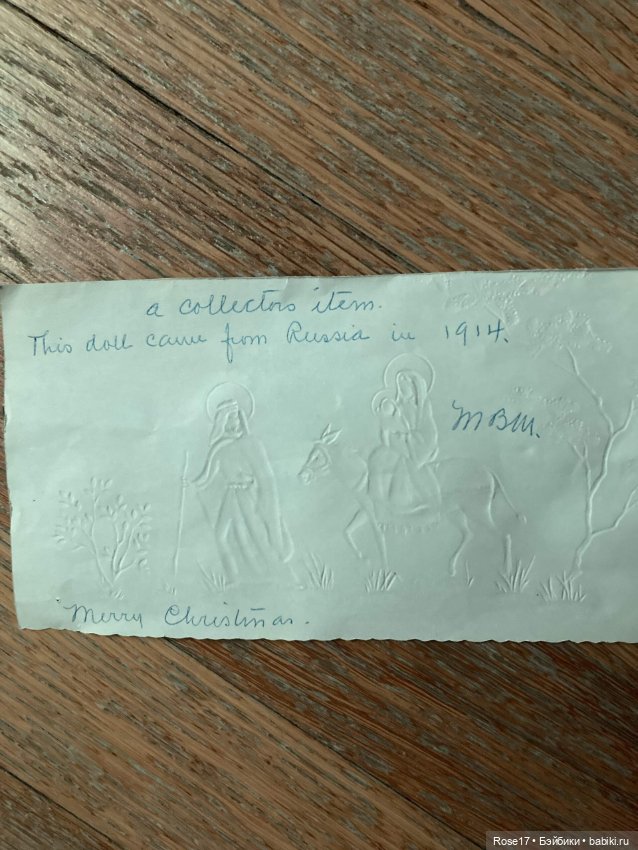 a collectors item.
This doll came from Russia in 1914.
MBM.
Merry Christmas.
Rose17 • Бэйбики • babiki.ru